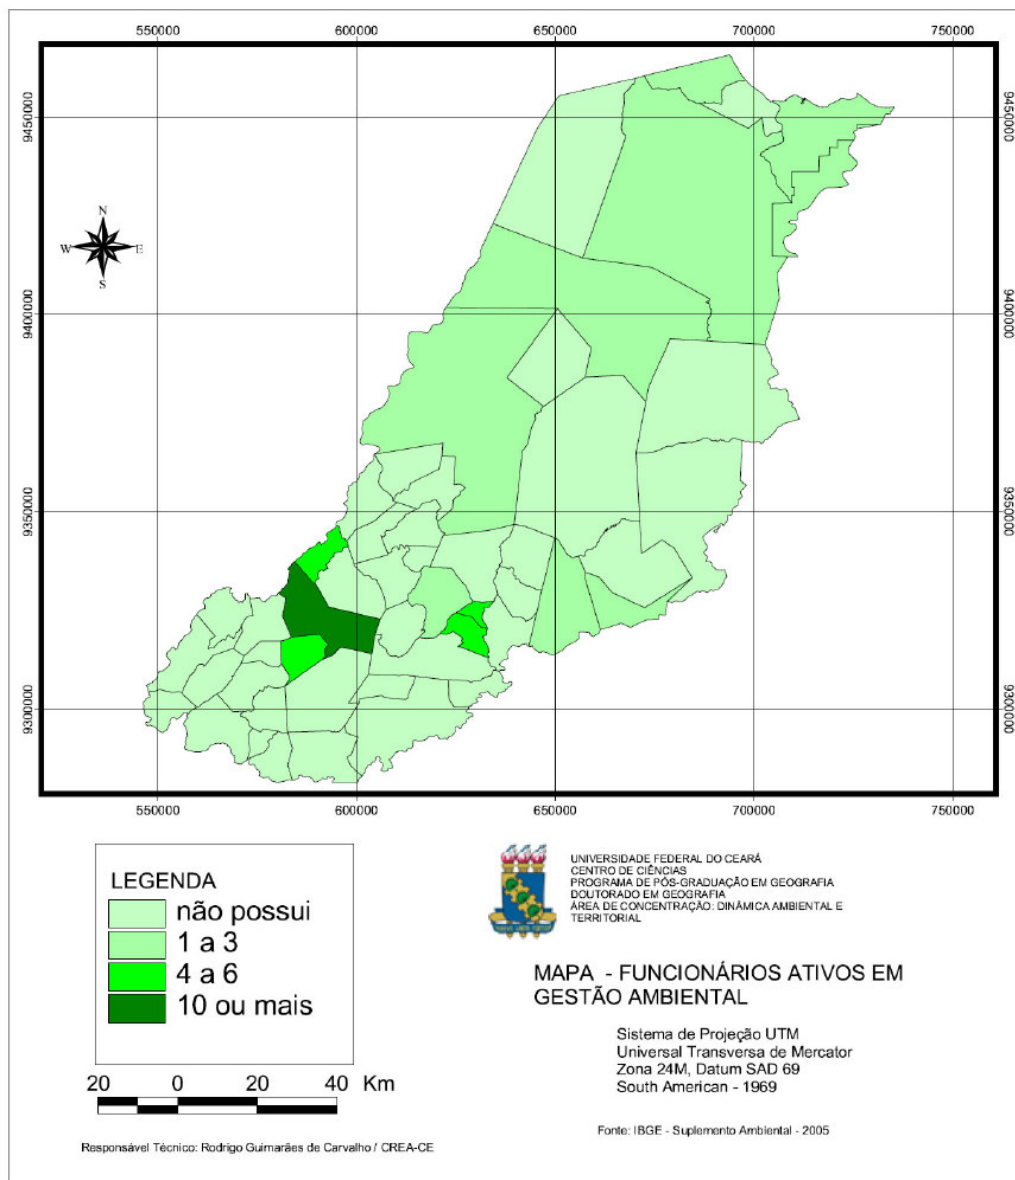 550000 600000 650000 700000 750000
9450000 9450000
N
W E
S
9400000 9400000
9350000 9350000
9300000 9300000
550000 600000 650000 700000 750000
LEGENDA
não possui
1 a 3
4 a 6
10 ou mais
20 0 20 40 Km
Responsável Técnico: Rodrigo Guimarães de Carvalho / CREA-CE
UNIVERSIDADE FEDERAL DO CEARÁ
CENTRO DE CIÊNCIAS
PROGRAMA DE PÓS-GRADUAÇÃO EM GEOGRAFIA
DOUTORADO EM GEOGRAFIA
ÁREA DE CONCENTRAÇÃO: DINÂMICA AMBIENTAL E
TERRITORIAL
MAPA - FUNCIONÁRIOS ATIVOS EM
GESTÃO AMBIENTAL
Sistema de Projeção UTM
Universal Transversa de Mercator
Zona 24M, Datum SAD 69
South American - 1969
Fonte: IBGE - Suplemento Ambiental - 2005